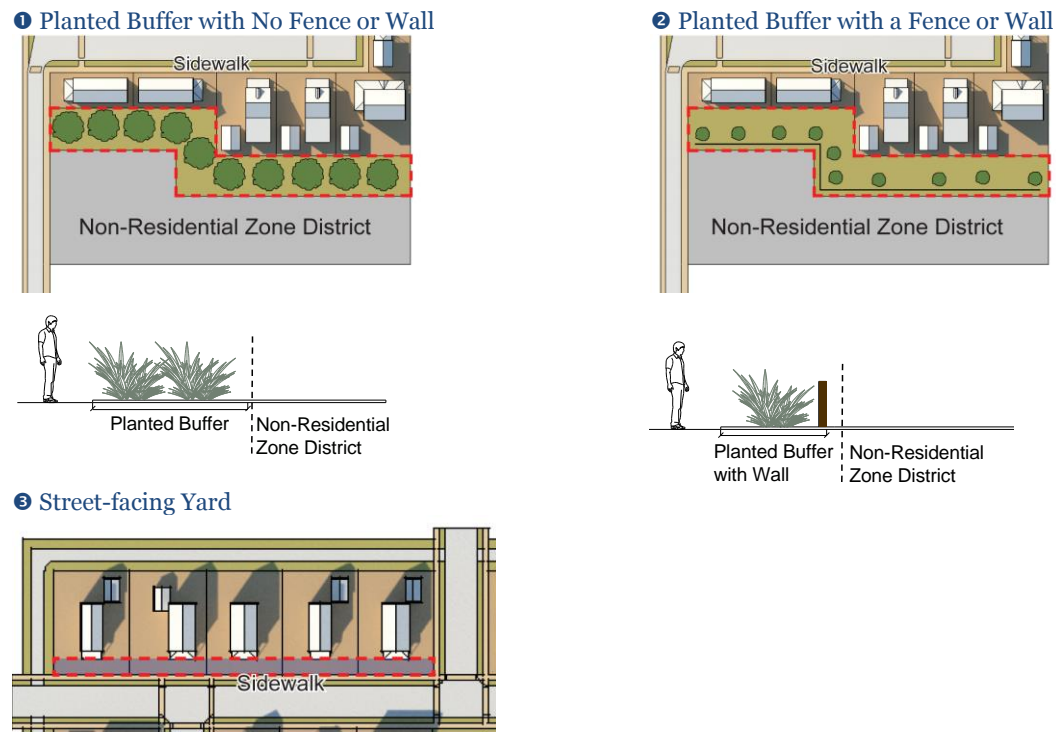 ❶ Planted Buffer with No Fence or Wall
Sidewalk
Non-Residential Zone District
Planted Buffer
Non-Residential
Zone District
❷ Planted Buffer with a Fence or Wall
Sidewalk
Non-Residential Zone District
Planted Buffer
with Wall
Non-Residential
Zone District
❸ Street-facing Yard
Sidewalk